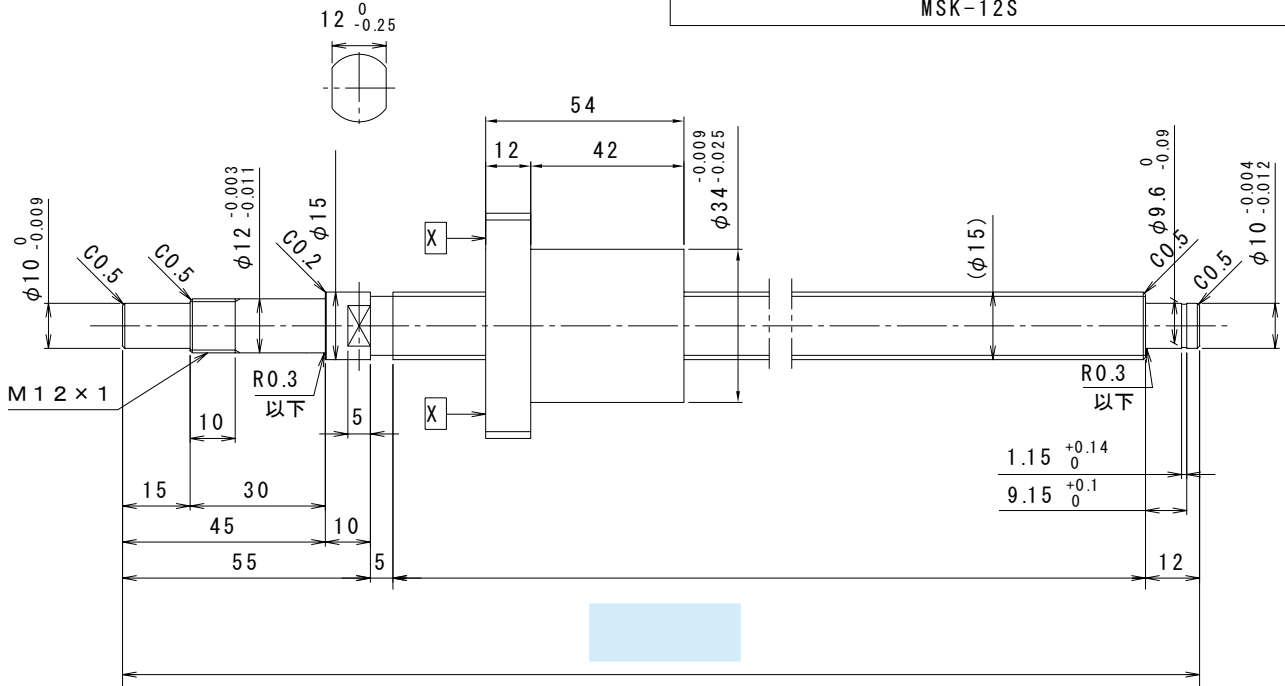 MSK-12S
12 0 -0.25
54
12
42
φ34 -0.009 -0.025
X
φ10 0 -0.009
C0.5
C0.5
φ12 -0.003 -0.011
C0.2
φ15
(φ15)
C0.5
φ9.6 0 -0.09
C0.5
φ10 -0.004 -0.012
M12×1
R0.3
以下
X
R0.3
以下
10
5
1.15 +0.14 0
15
30
9.15 +0.1 0
45
10
55
5
12